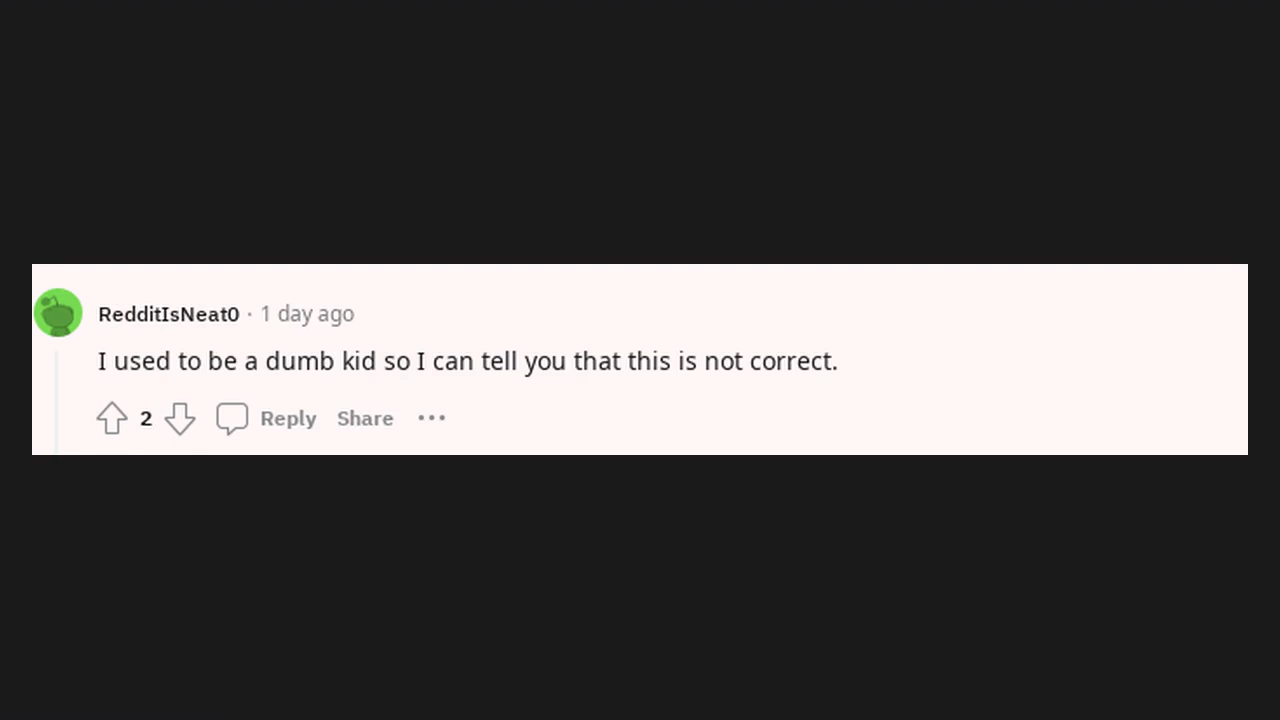 RedditIsNeat0 · 1 day ago
I used to be a dumb kid so I can tell you that this is not correct.
2 Reply Share ···